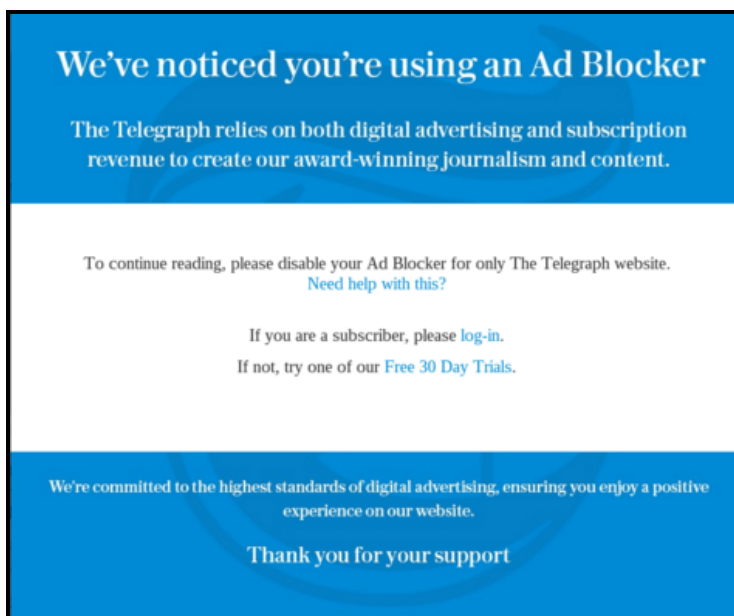 We've noticed you're using an Ad Blocker
The Telegraph relies on both digital advertising and subscription
revenue to create our award-winning journalism and content.
To continue reading, please disable your Ad Blocker for only The Telegraph website.
Need help with this?
If you are a subscriber, please log-in.
If not, try one of our Free 30 Day Trials.
We're committed to the highest standards of digital advertising, ensuring you enjoy a positive
experience on our website.
Thank you for your support